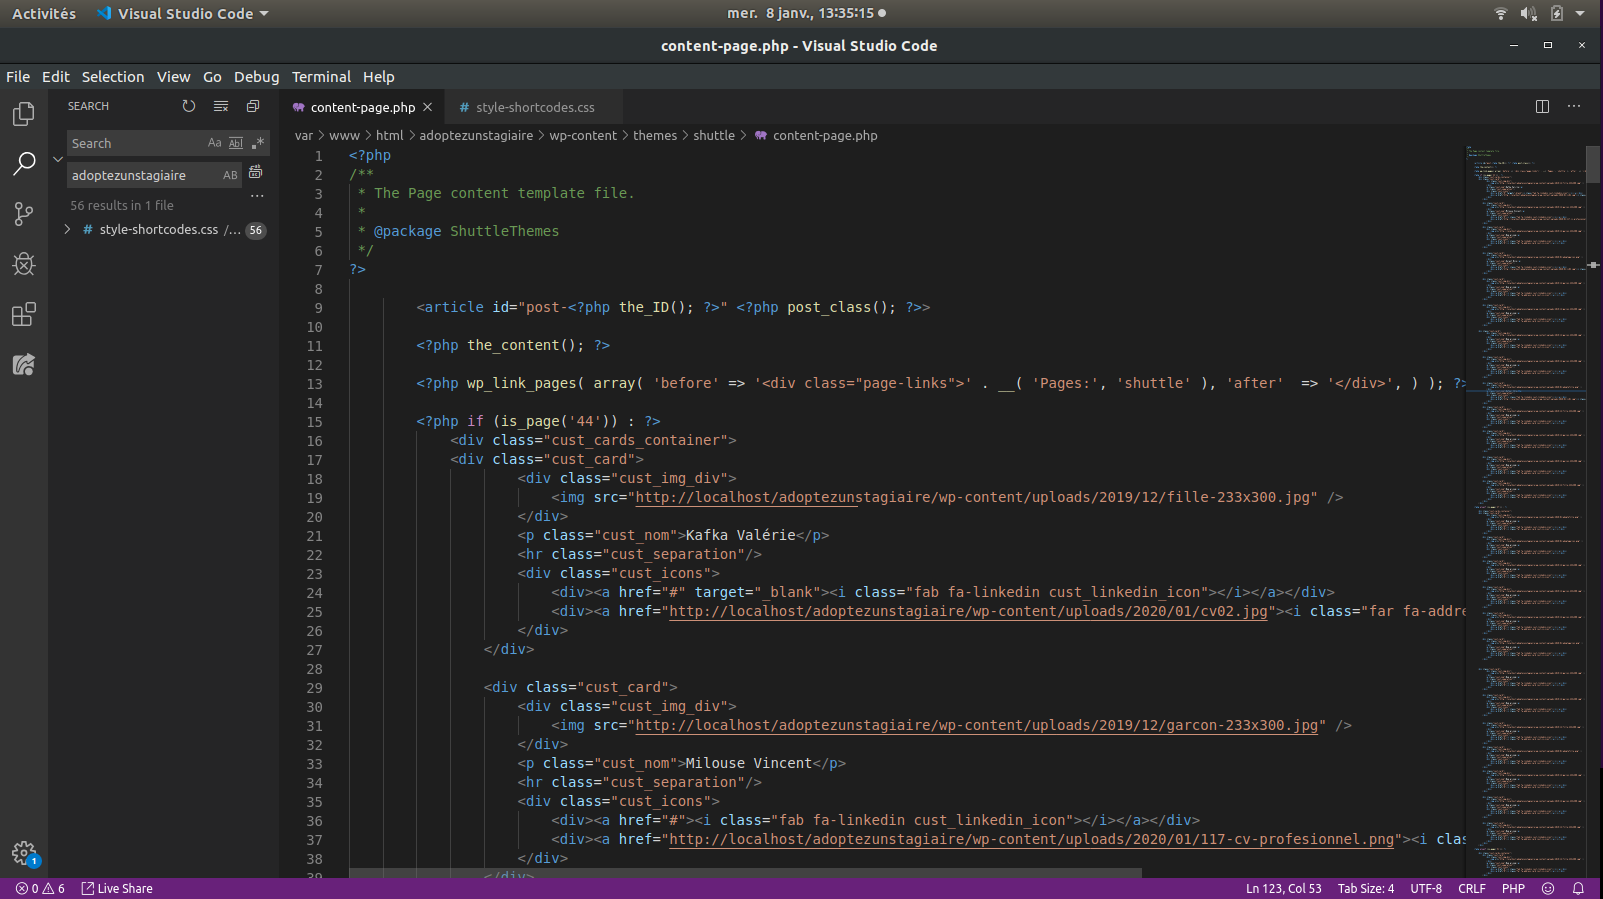 Activités Visual Studio Code mer. 8 janv., 13:35:15
content-page.php - Visual Studio Code
File Edit Selection View Go Debug Terminal Help
SEARCH
Search Aa Abl .*
adoptezunstagiaire AB
...
56 results in 1 file
# style-shortcodes.css /... 56
content-page.php # style-shortcodes.css ...
var > www > html > adoptezunstagiaire > wp-content > themes > shuttle > content-page.php
1 <?php
2 /**
3 * The Page content template file.
4 *
5 * @package ShuttleThemes
6 */
7 ?>
8
9 <article id="post-<?php the_ID(); ?>" <?php post_class(); ?>>
10
11 <?php the_content(); ?>
12
13 <?php wp_link_pages( array( 'before' => '<div class="page-links">' . __( 'Pages:', 'shuttle' ), 'after'  => '</div>', ) ); ?>
14
15 <?php if (is_page('44')) : ?>
16 <div class="cust_cards_container">
17 <div class="cust_card">
18 <div class="cust_img_div">
19 <img src="http://localhost/adoptezunstagiaire/wp-content/uploads/2019/12/fille-233x300.jpg" />
20 </div>
21 <p class="cust_nom">Kafka Valérie</p>
22 <hr class="cust_separation"/>
23 <div class="cust_icons">
24 <div><a href="#" target="_blank"><i class="fab fa-linkedin cust_linkedin_icon"></i></a></div>
25 <div><a href="http://localhost/adoptezunstagiaire/wp-content/uploads/2020/01/cv02.jpg"><i class="far fa-addre
26 </div>
27 </div>
28
29 <div class="cust_card">
30 <div class="cust_img_div">
31 <img src="http://localhost/adoptezunstagiaire/wp-content/uploads/2019/12/garcon-233x300.jpg" />
32 </div>
33 <p class="cust_nom">Milouse Vincent</p>
34 <hr class="cust_separation"/>
35 <div class="cust_icons">
36 <div><a href="#"><i class="fab fa-linkedin cust_linkedin_icon"></i></a></div>
37 <div><a href="http://localhost/adoptezunstagiaire/wp-content/uploads/2020/01/117-cv-profesionnel.png"><i clas
38 </div>
39 </div>
1
0 6 Live Share Ln 123, Col 53 Tab Size: 4 UTF-8 CRLF PHP